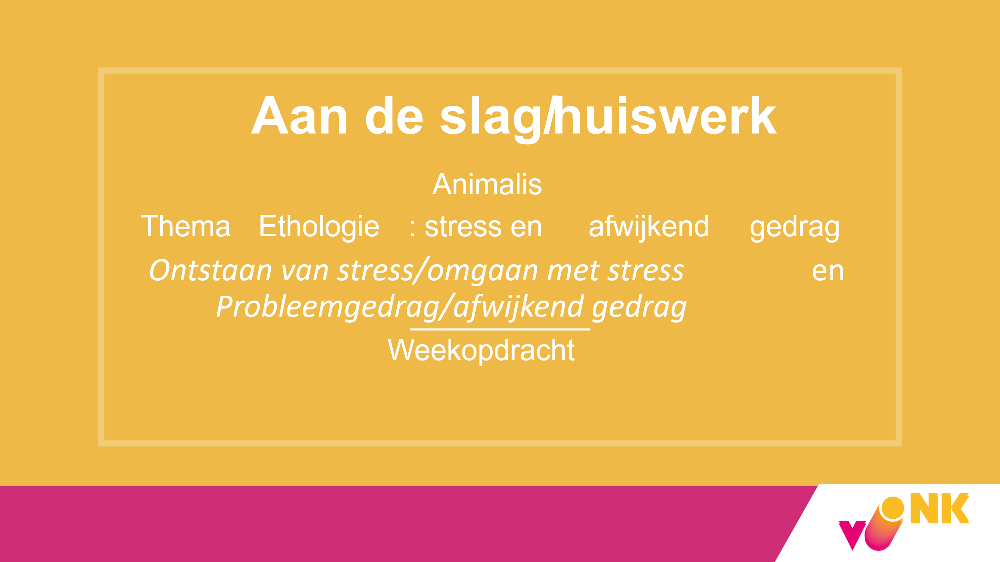 Aan de slag/huiswerk
Animalis
Thema Ethologie : stress en afwijkend gedrag
Ontstaan van stress/omgaan met stress en
Probleemgedrag/afwijkend gedrag
Weekopdracht
VONK